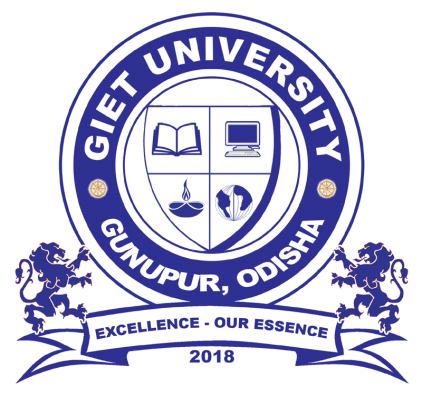 GIET UNIVERSITY
GUNUPUR, ODISHA
EXCELLENCE - OUR ESSENCE
2018